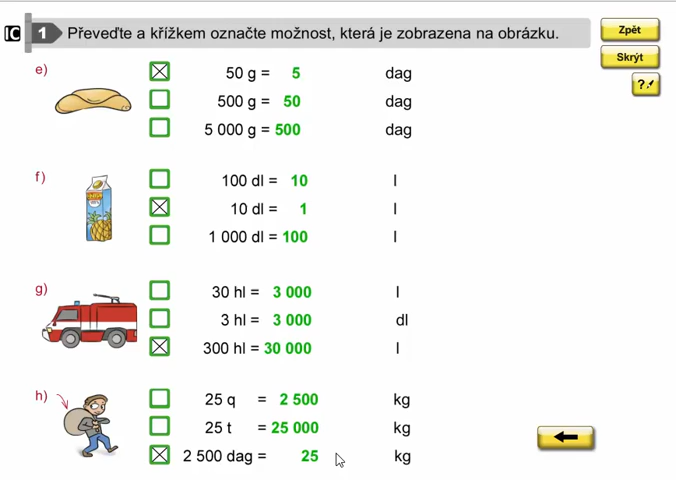 IC 1 Převeďte a křížkem označte možnost, která je zobrazena na obrázku.
Zpět
Skrýt
?
e)
50 g = 5 dag
500 g = 50 dag
5 000 g = 500 dag
f)
100 dl = 10 l
10 dl = 1 l
1 000 dl = 100 l
g)
30 hl = 3 000 l
3 hl = 3 000 dl
300 hl = 30 000 l
h)
25 q = 2 500 kg
25 t = 25 000 kg
2 500 dag = 25 kg